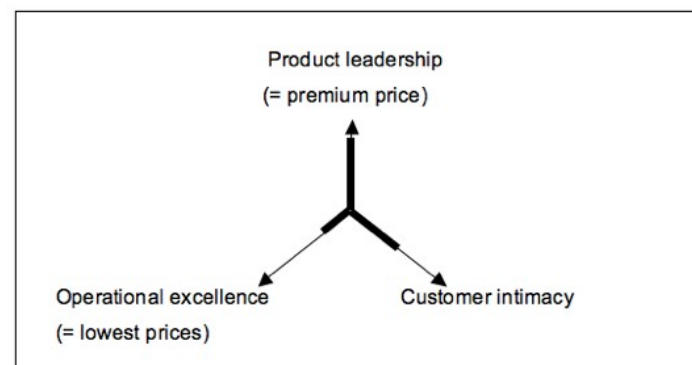 Product leadership
(= premium price)
Operational excellence
Customer intimacy
(= lowest prices)